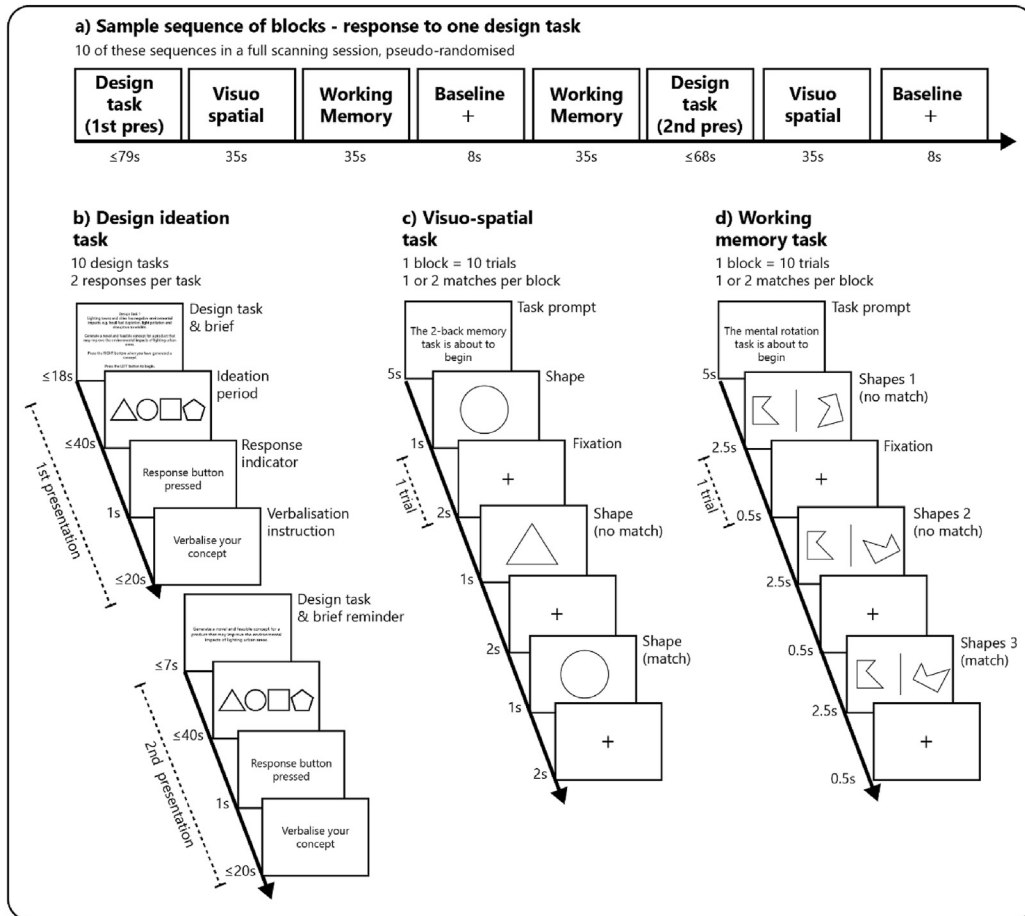 a) Sample sequence of blocks - response to one design task
10 of these sequences in a full scanning session, pseudo-randomised
Design task (1st pres)
Visuo spatial
Working Memory
Baseline +
Working Memory
Design task (2nd pres)
Visuo spatial
Baseline +
≤79s 35s 35s 8s 35s ≤68s 35s 8s
b) Design ideation
task
10 design tasks
2 responses per task
Design Task 1
Generate a novel and feasible concept for a product that
may improve the environmental impacts of lighting urban
areas.
Press the RIGHT button when you have generated a
concept.
Press the LEFT button to begin.
Design task
& brief
≤18s
Ideation
period
≤40s
Response
indicator
Response button
pressed
1s
Verbalisation
instruction
Verbalise your
concept
≤20s
1st presentation
Design task
& brief reminder
Generate a novel and feasible concept for a
product that may improve the environmental
impacts of lighting urban areas.
≤7s
≤40s
Response button
pressed
1s
Verbalise your
concept
≤20s
2nd presentation
c) Visuo-spatial
task
1 block = 10 trials
1 or 2 matches per block
Task prompt
The 2-back memory
task is about to
begin
5s
Shape
1s
Fixation
+
2s
1 trial
Shape
(no match)
1s
+
2s
Shape
(match)
1s
+
2s
d) Working
memory task
1 block = 10 trials
1 or 2 matches per block
Task prompt
The mental rotation
task is about to
begin
5s
Shapes 1
(no match)
2.5s
Fixation
+
0.5s
1 trial
Shapes 2
(no match)
2.5s
+
0.5s
Shapes 3
(match)
2.5s
+
0.5s